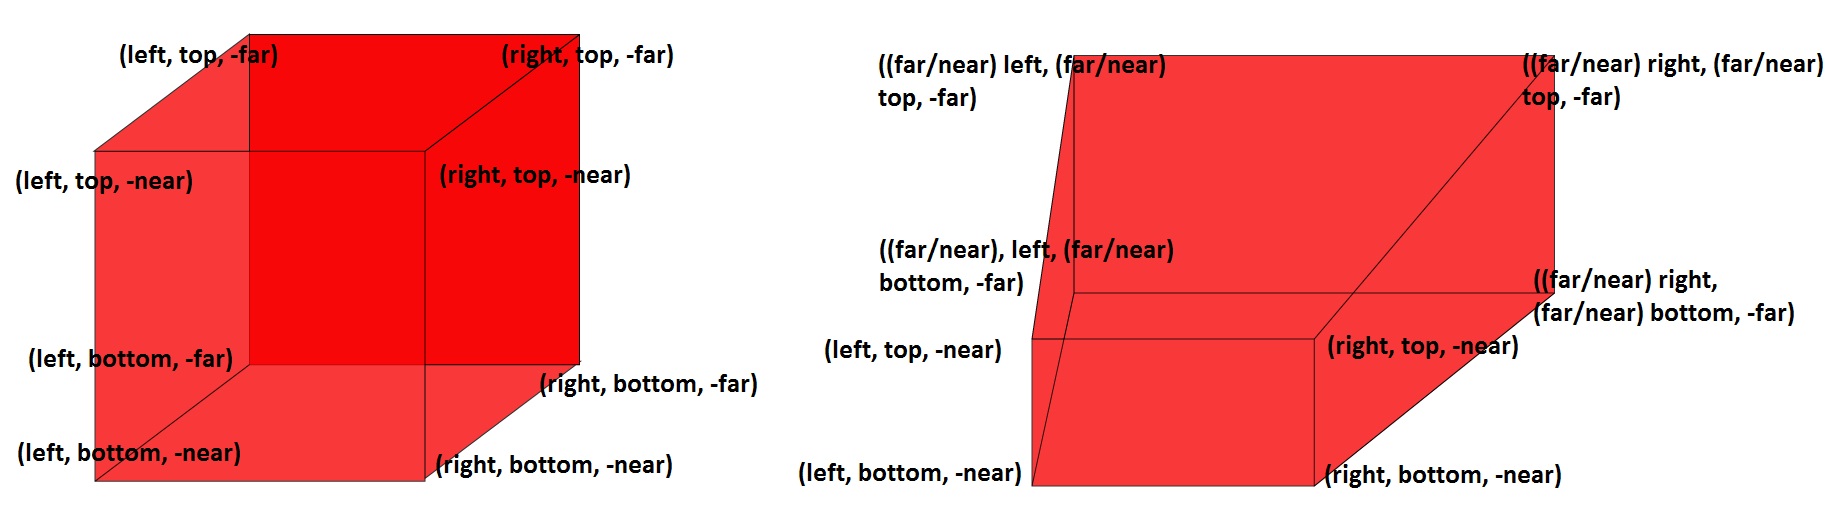 (left, top, -far)
(right, top, -far)
(left, top, -near)
(right, top, -near)
(left, bottom, -far)
(right, bottom, -far)
(left, bottom, -near)
(right, bottom, -near)
((far/near) left, (far/near)
top, -far)
((far/near) right, (far/near)
top, -far)
((far/near), left, (far/near)
bottom, -far)
((far/near) right,
(far/near) bottom, -far)
(left, top, -near)
(right, top, -near)
(left, bottom, -near)
(right, bottom, -near)